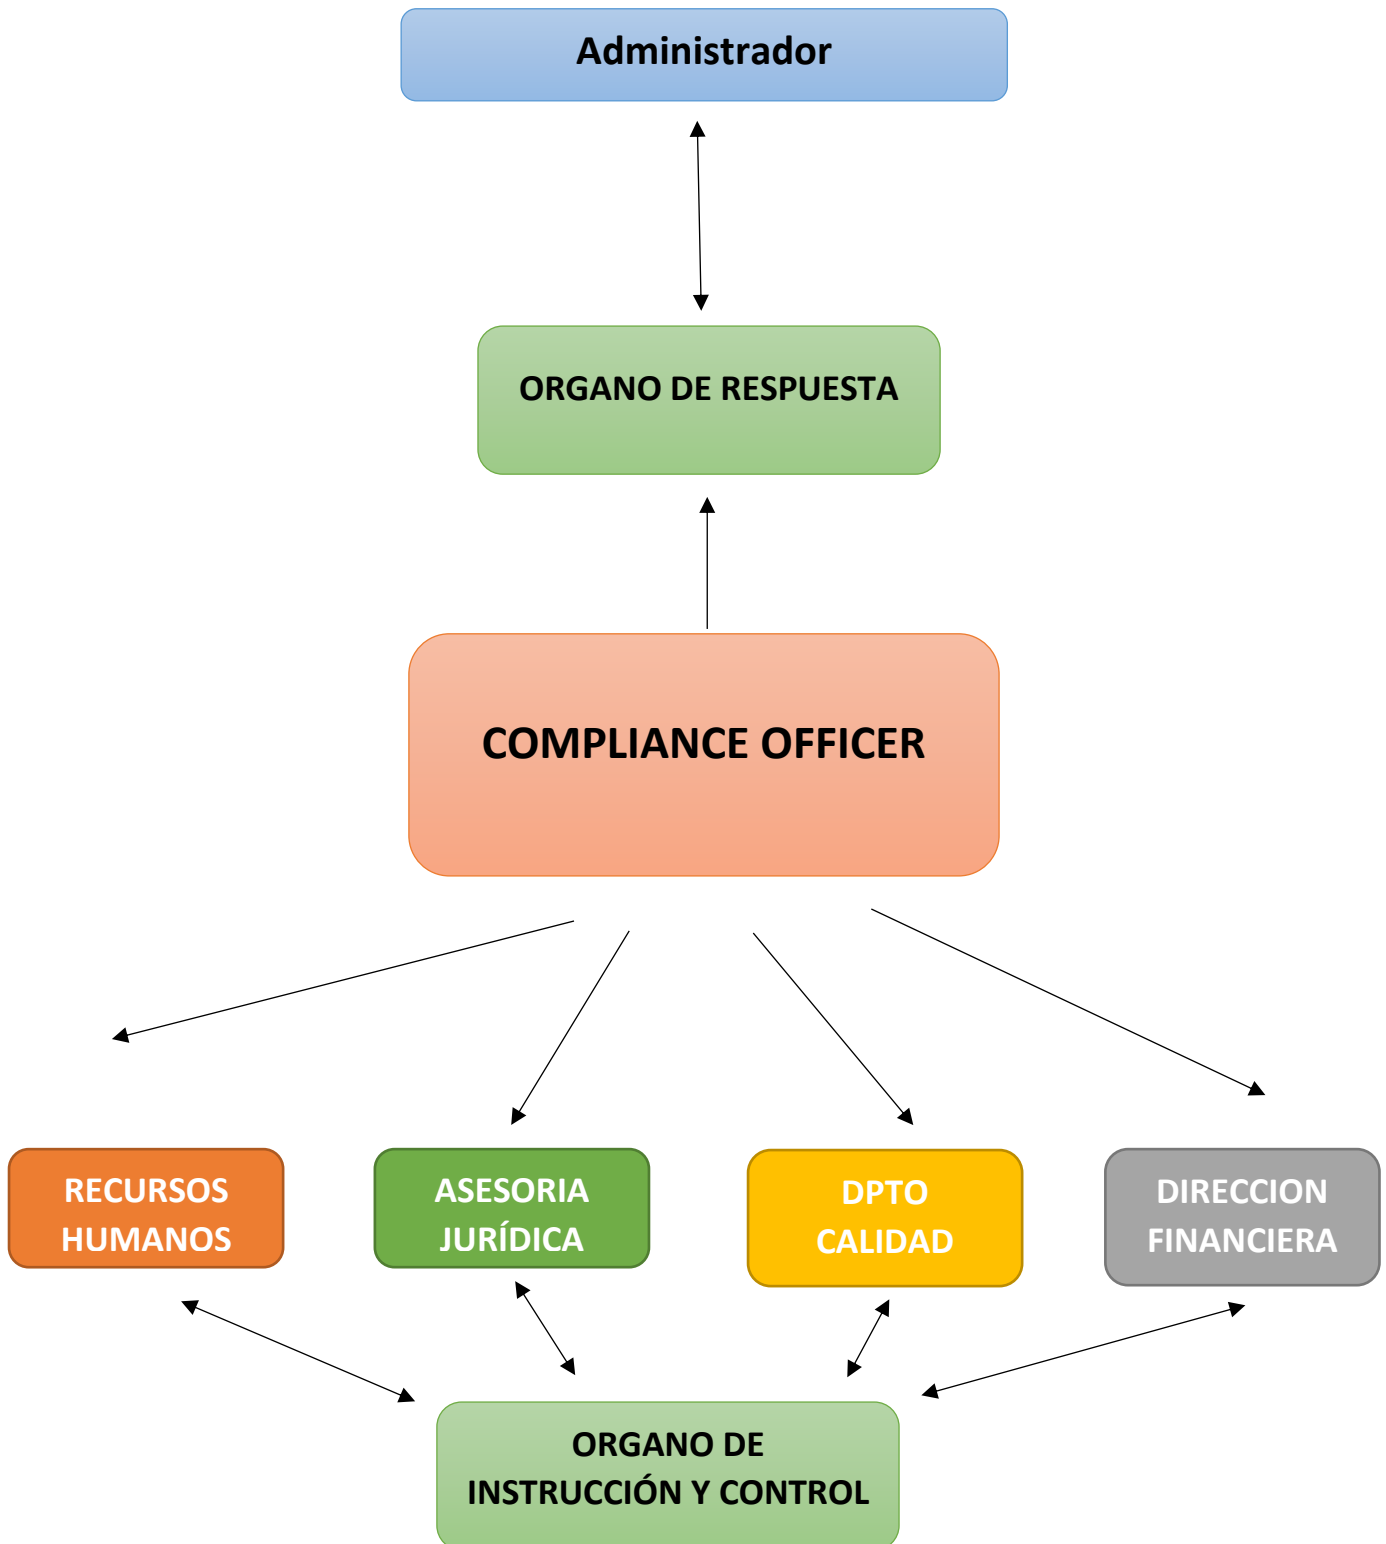 Administrador
ORGANO DE RESPUESTA
COMPLIANCE OFFICER
RECURSOS
HUMANOS
ASESORIA
JURÍDICA
DPTO
CALIDAD
DIRECCION
FINANCIERA
ORGANO DE
INSTRUCCIÓN Y CONTROL